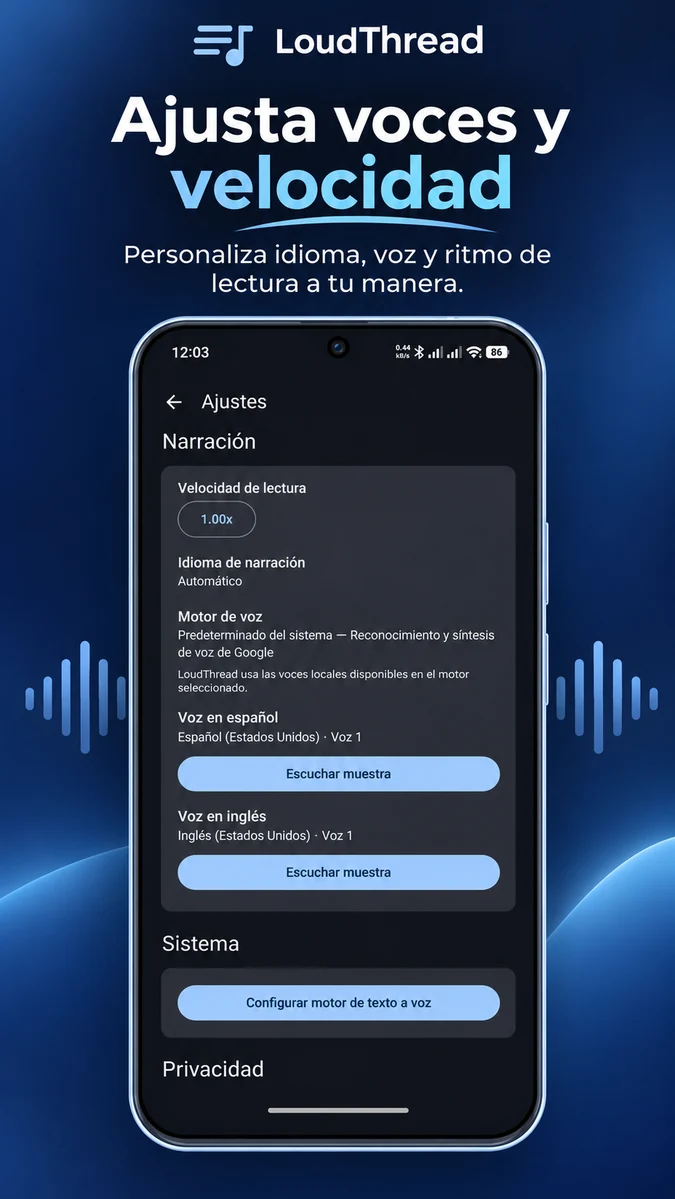 LoudThread
Ajusta voces y
velocidad
Personaliza idioma, voz y ritmo de
lectura a tu manera.
12:03
0.44
kB/s
86
Ajustes
Narración
Velocidad de lectura
1.00x
Idioma de narración
Automático
Motor de voz
Predeterminado del sistema — Reconocimiento y síntesis
de voz de Google
LoudThread usa las voces locales disponibles en el motor
seleccionado.
Voz en español
Español (Estados Unidos) · Voz 1
Escuchar muestra
Voz en inglés
Inglés (Estados Unidos) · Voz 1
Escuchar muestra
Sistema
Configurar motor de texto a voz
Privacidad